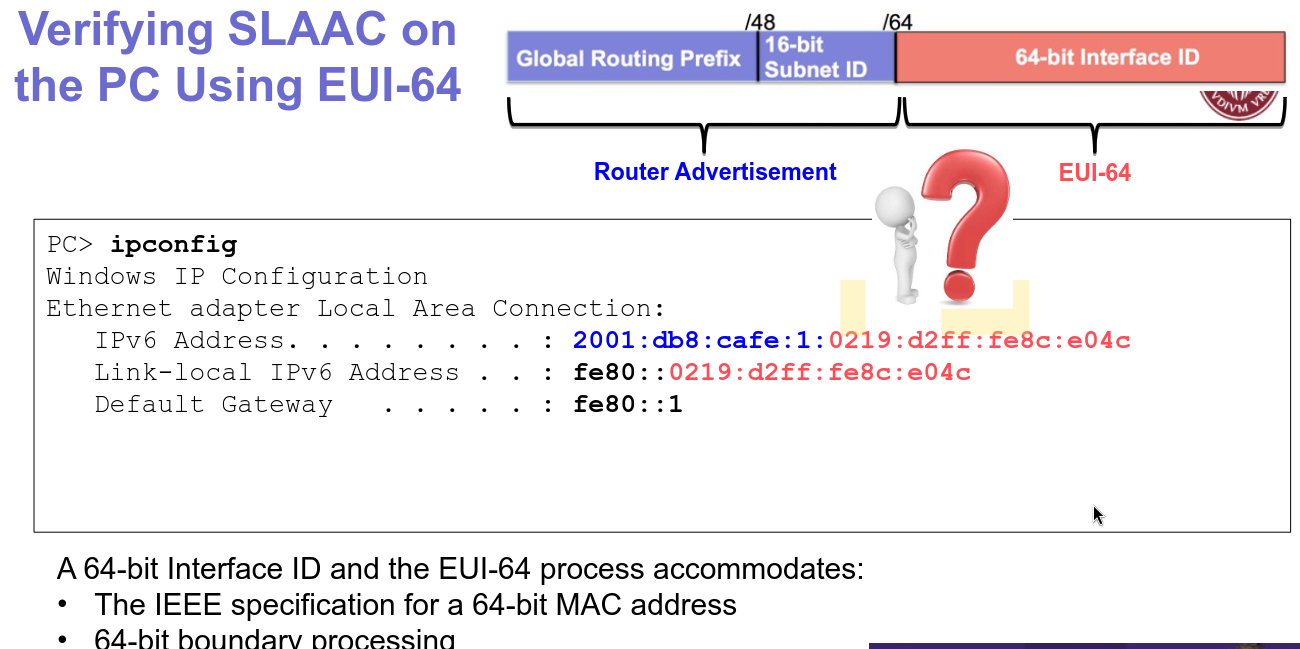 Verifying SLAAC on
the PC Using EUI-64
/48
/64
Global Routing Prefix
16-bit
Subnet ID
64-bit Interface ID
Router Advertisement
EUI-64
PC> ipconfig
Windows IP Configuration
Ethernet adapter Local Area Connection:
IPv6 Address. . . . . . . . : 2001:db8:cafe:1:0219:d2ff:fe8c:e04c
Link-local IPv6 Address . . : fe80::0219:d2ff:fe8c:e04c
Default Gateway . . . . . : fe80::1
A 64-bit Interface ID and the EUI-64 process accommodates:
• The IEEE specification for a 64-bit MAC address
• 64-bit boundary processing